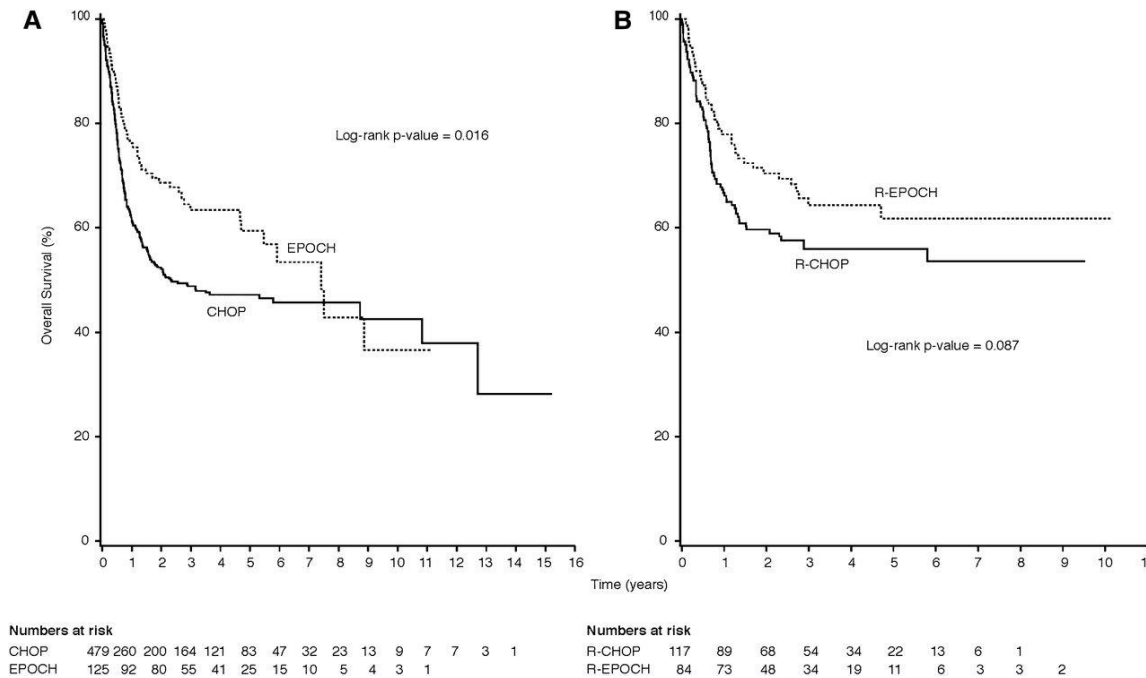 A
B
100
80
60
40
20
0
Overall Survival (%)
Log-rank p-value = 0.016
EPOCH
CHOP
0 1 2 3 4 5 6 7 8 9 10 11 12 13 14 15 16
100
80
60
40
20
0
R-EPOCH
R-CHOP
Log-rank p-value = 0.087
0 1 2 3 4 5 6 7 8 9 10
Time (years)
Numbers at risk
CHOP 479 260 200 164 121 83 47 32 23 13 9 7 7 3 1
EPOCH 125 92 80 55 41 25 15 10 5 4 3 1
Numbers at risk
R-CHOP 117 89 68 54 34 22 13 6 1
R-EPOCH 84 73 48 34 19 11 6 3 3 2